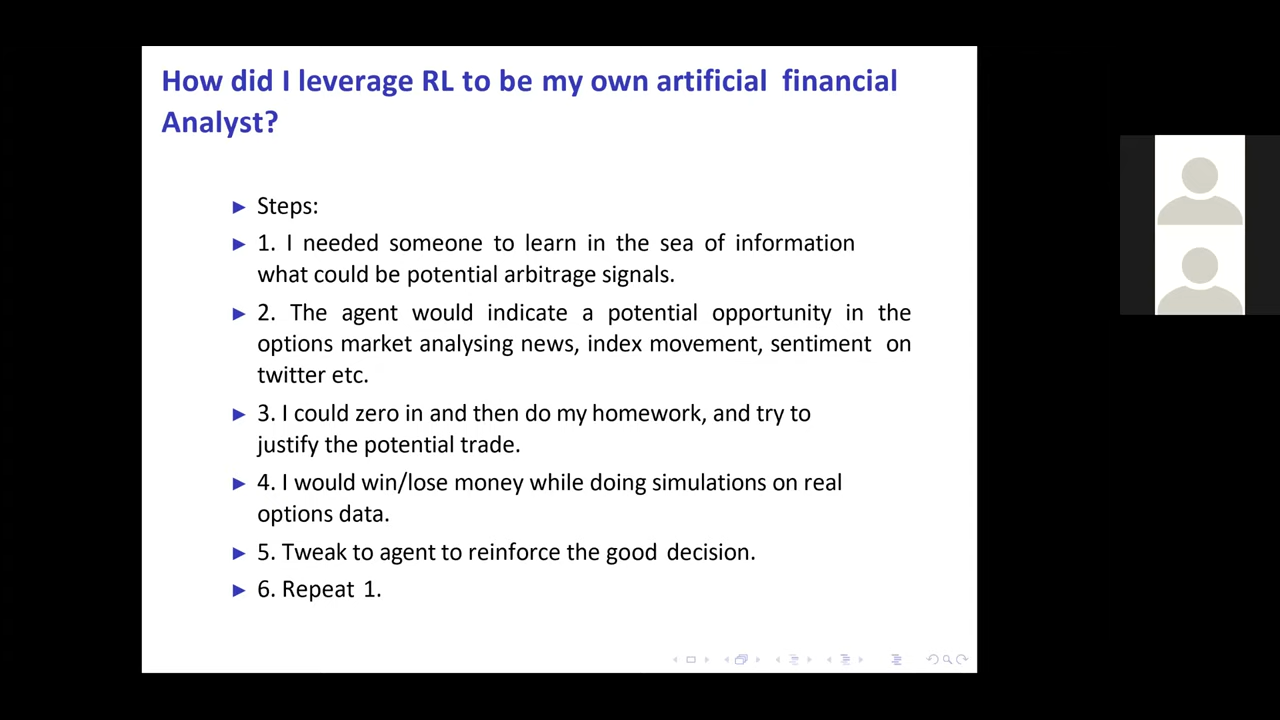 How did I leverage RL to be my own artificial financial
Analyst?
► Steps:
► 1. I needed someone to learn in the sea of information
what could be potential arbitrage signals.
► 2. The agent would indicate a potential opportunity in the
options market analysing news, index movement, sentiment on
twitter etc.
► 3. I could zero in and then do my homework, and try to
justify the potential trade.
► 4. I would win/lose money while doing simulations on real
options data.
► 5. Tweak to agent to reinforce the good decision.
► 6. Repeat 1.